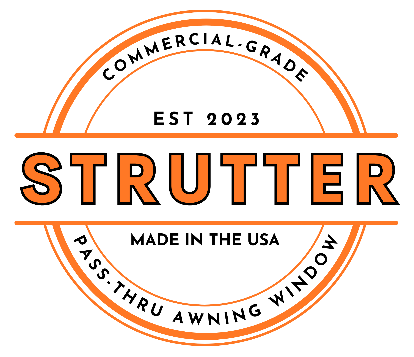 COMMERCIAL-GRADE
EST 2023
STRUTTER
MADE IN THE USA
PASS-THRU AWNING WINDOW